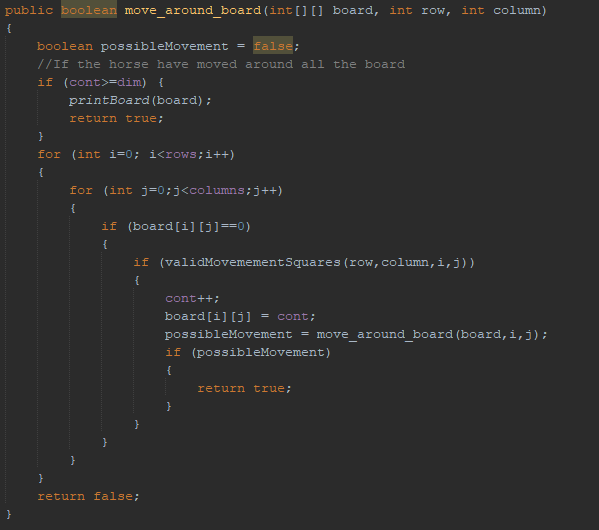 public boolean move_around_board(int[][] board, int row, int column)
{
boolean possibleMovement = false;
//If the horse have moved around all the board
if (cont>=dim) {
printBoard(board);
return true;
}
for (int i=0; i<rows;i++)
{
for (int j=0;j<columns;j++)
{
if (board[i][j]==0)
{
if (validMovemementSquares(row,column,i,j))
{
cont++;
board[i][j] = cont;
possibleMovement = move_around_board(board,i,j);
if (possibleMovement)
{
return true;
}
}
}
}
}
return false;
}